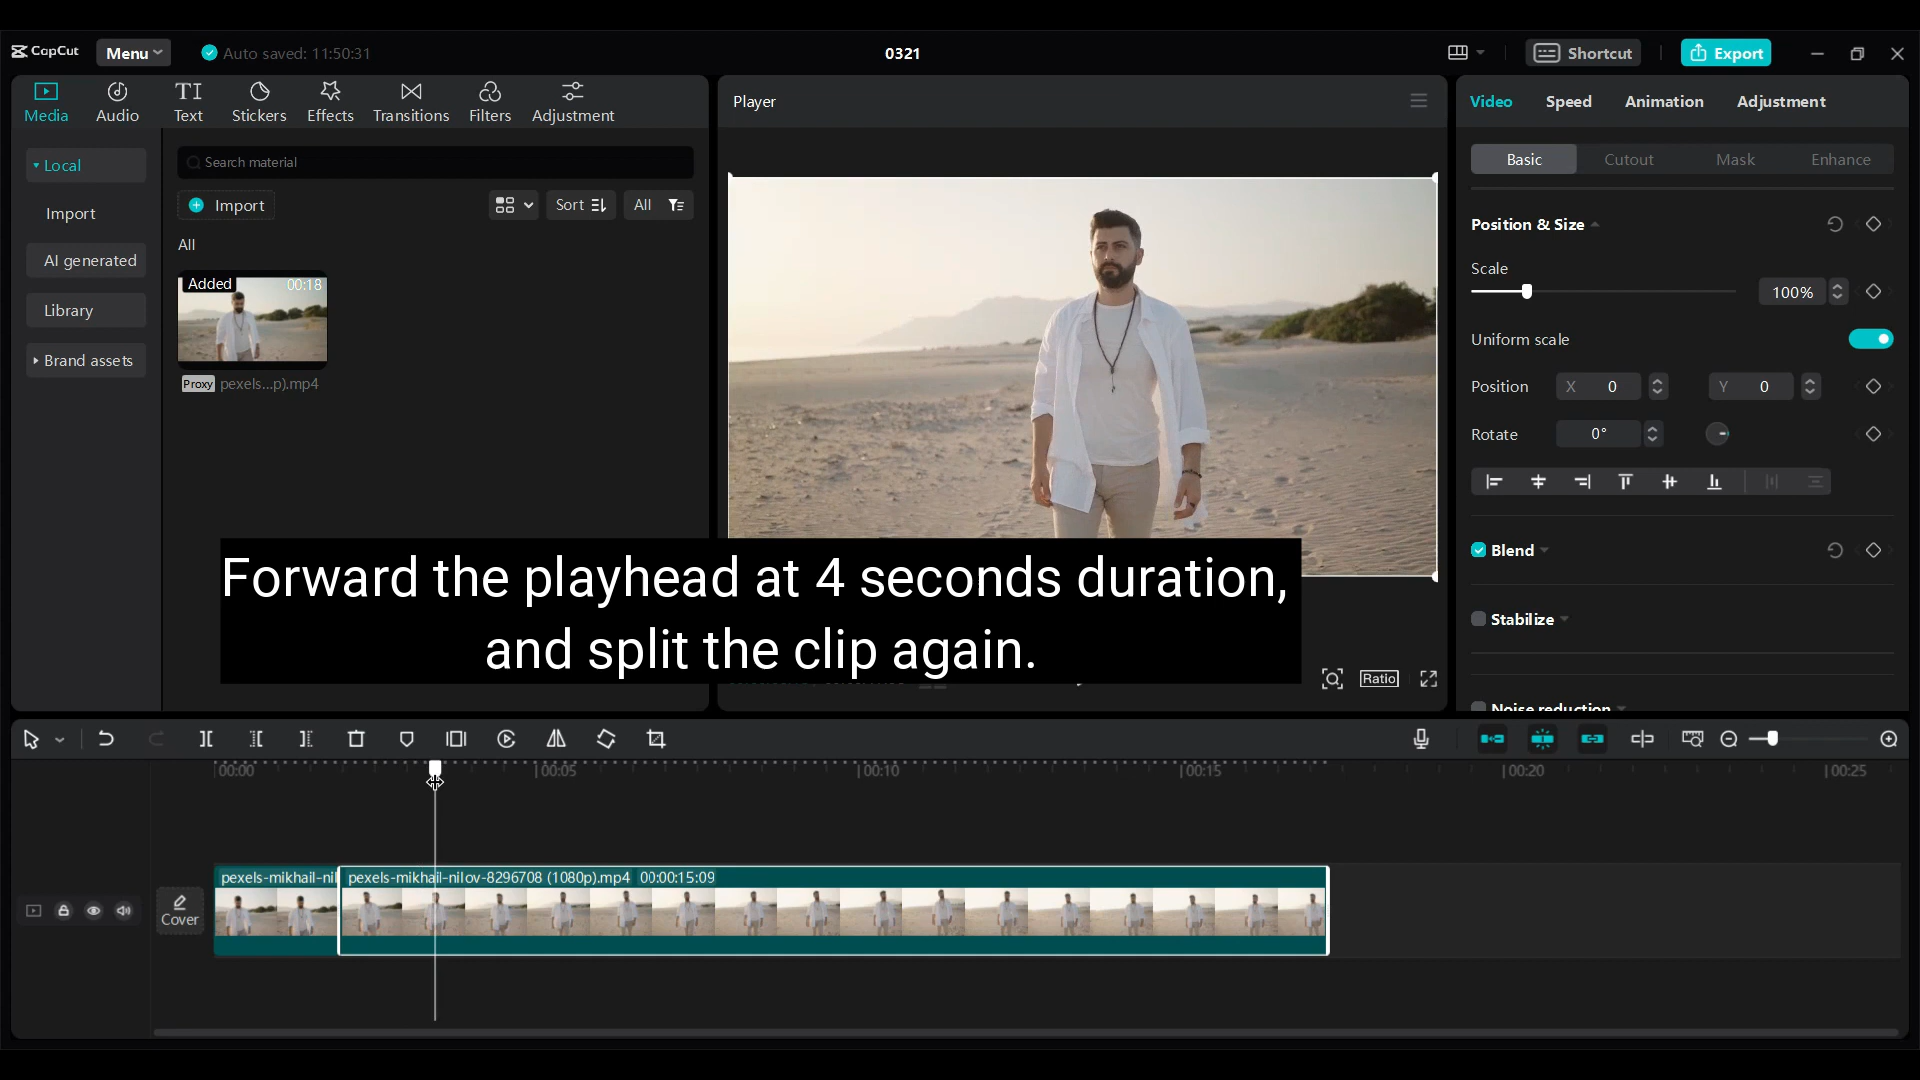 CapCut
Menu
Auto saved: 11:50:31
0321
Shortcut
Export
Media
Audio
TI
Text
Stickers
Effects
Transitions
Filters
Adjustment
Player
Video
Speed
Animation
Adjustment
Local
Import
AI generated
Library
Brand assets
Search material
Import
Sort
All
All
Added
00:18
Proxy
pexels...p).mp4
Basic
Cutout
Mask
Enhance
Position & Size
Scale
100%
Uniform scale
Position
X 0
Y 0
Rotate
0°
Blend
Stabilize
Noise reduction
Forward the playhead at 4 seconds duration,
and split the clip again.
Ratio
00:00
00:05
00:10
00:15
00:20
00:25
Cover
pexels-mikhail-nil
pexels-mikhail-nilov-8296708 (1080p).mp4 00:00:15:09